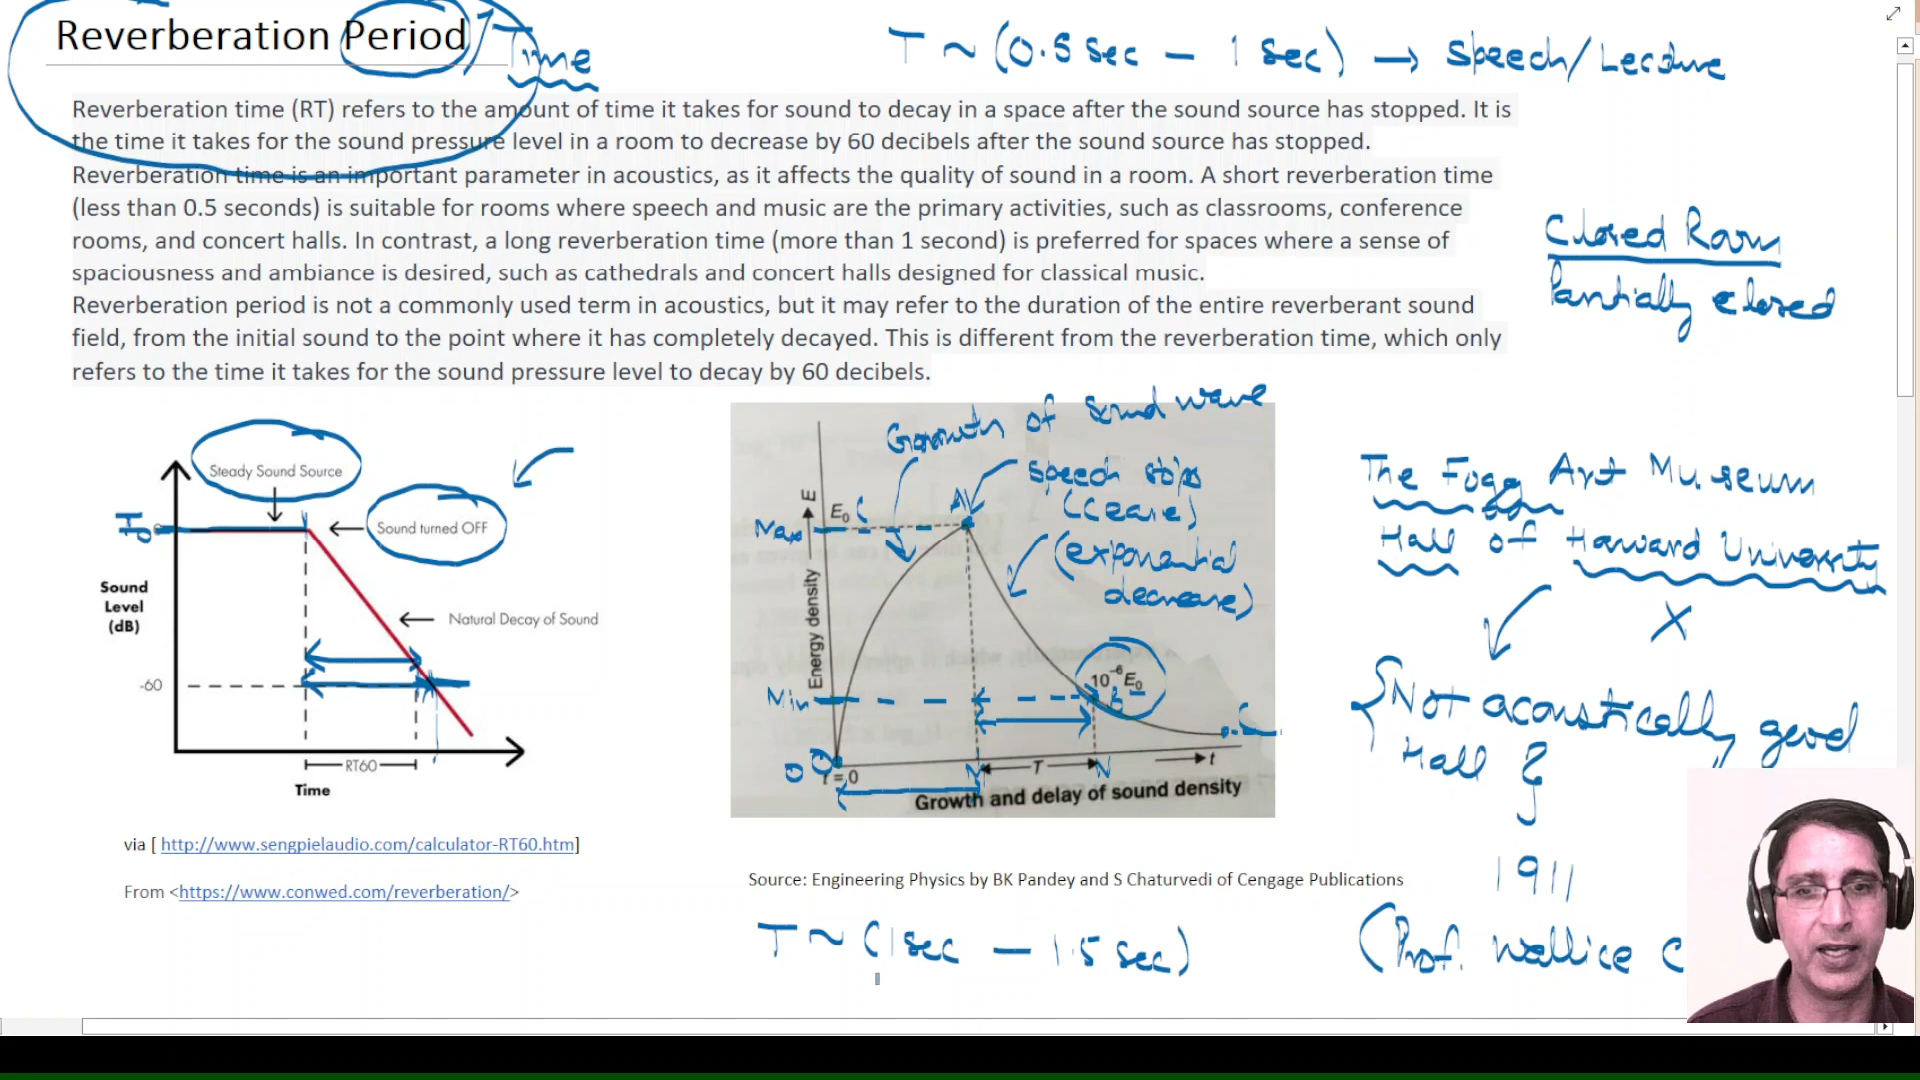 Reverberation Period / Time
T ~ (0.5 sec - 1 sec) → Speech/Lecture
Reverberation time (RT) refers to the amount of time it takes for sound to decay in a space after the sound source has stopped. It is
the time it takes for the sound pressure level in a room to decrease by 60 decibels after the sound source has stopped.
Reverberation time is an important parameter in acoustics, as it affects the quality of sound in a room. A short reverberation time
(less than 0.5 seconds) is suitable for rooms where speech and music are the primary activities, such as classrooms, conference
rooms, and concert halls. In contrast, a long reverberation time (more than 1 second) is preferred for spaces where a sense of
spaciousness and ambiance is desired, such as cathedrals and concert halls designed for classical music.
Reverberation period is not a commonly used term in acoustics, but it may refer to the duration of the entire reverberant sound
field, from the initial sound to the point where it has completely decayed. This is different from the reverberation time, which only
refers to the time it takes for the sound pressure level to decay by 60 decibels.
Closed Room
Partially closed
Steady Sound Source
Sound turned OFF
Sound
Level
(dB)
Natural Decay of Sound
-60
RT60
Time
via [ http://www.sengpielaudio.com/calculator-RT60.htm]
From <https://www.conwed.com/reverberation/>
Growth of sound wave
Speech stops
(Cease)
(exponential
decrease)
Energy density E
E₀
A
Max
Min
10⁻⁶E₀
B
C
O
t = 0
T
N
t
Growth and delay of sound density
Source: Engineering Physics by BK Pandey and S Chaturvedi of Cengage Publications
T ~ (1 sec - 1.5 sec)
The Fogg Art Museum
Hall of Harvard University
X
Not acoustically good
Hall
1911
(Prof. Wallice C